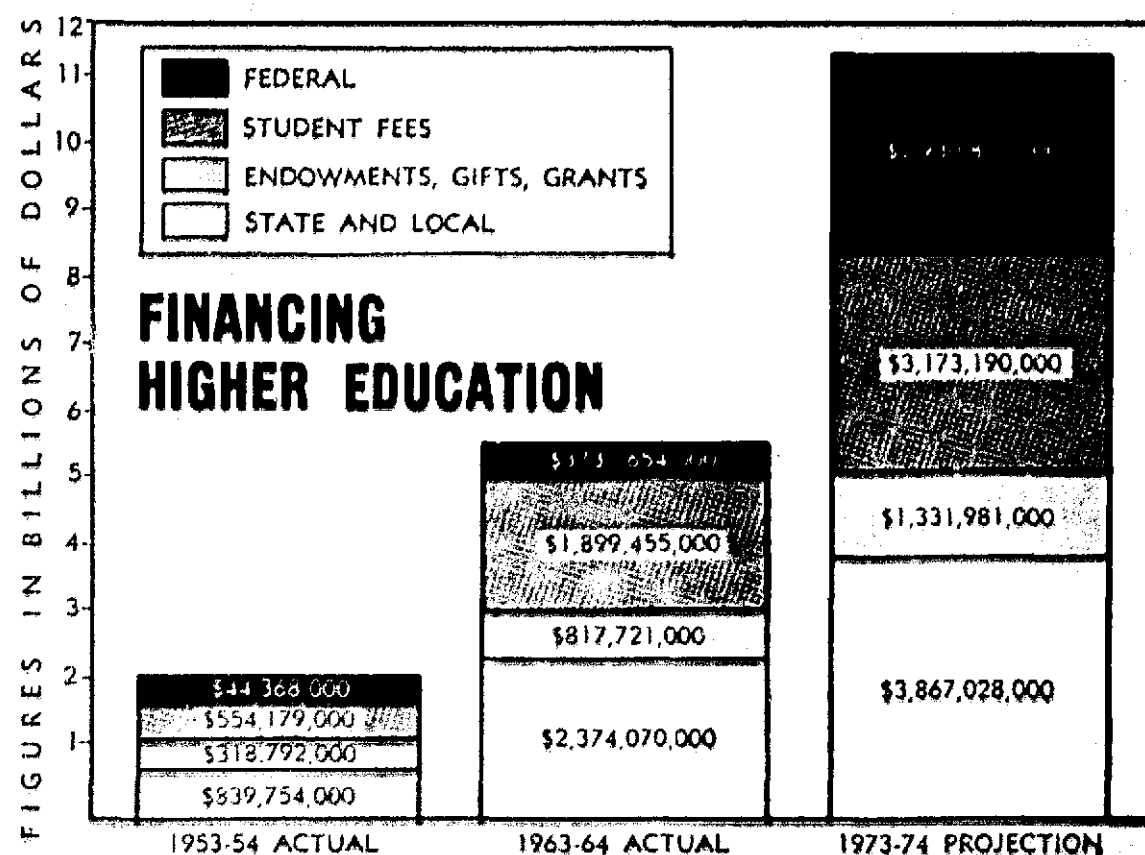 FIGURES IN BILLIONS OF DOLLARS
12
11
10
9
8
7
6
5
4
3
2
1
FEDERAL
STUDENT FEES
ENDOWMENTS, GIFTS, GRANTS
STATE AND LOCAL
FINANCING
HIGHER EDUCATION
$44,368,000
$554,179,000
$318,792,000
$839,754,000
1953-54 ACTUAL
$1,899,455,000
$817,721,000
$2,374,070,000
1963-64 ACTUAL
$3,173,190,000
$1,331,981,000
$3,867,028,000
1973-74 PROJECTION